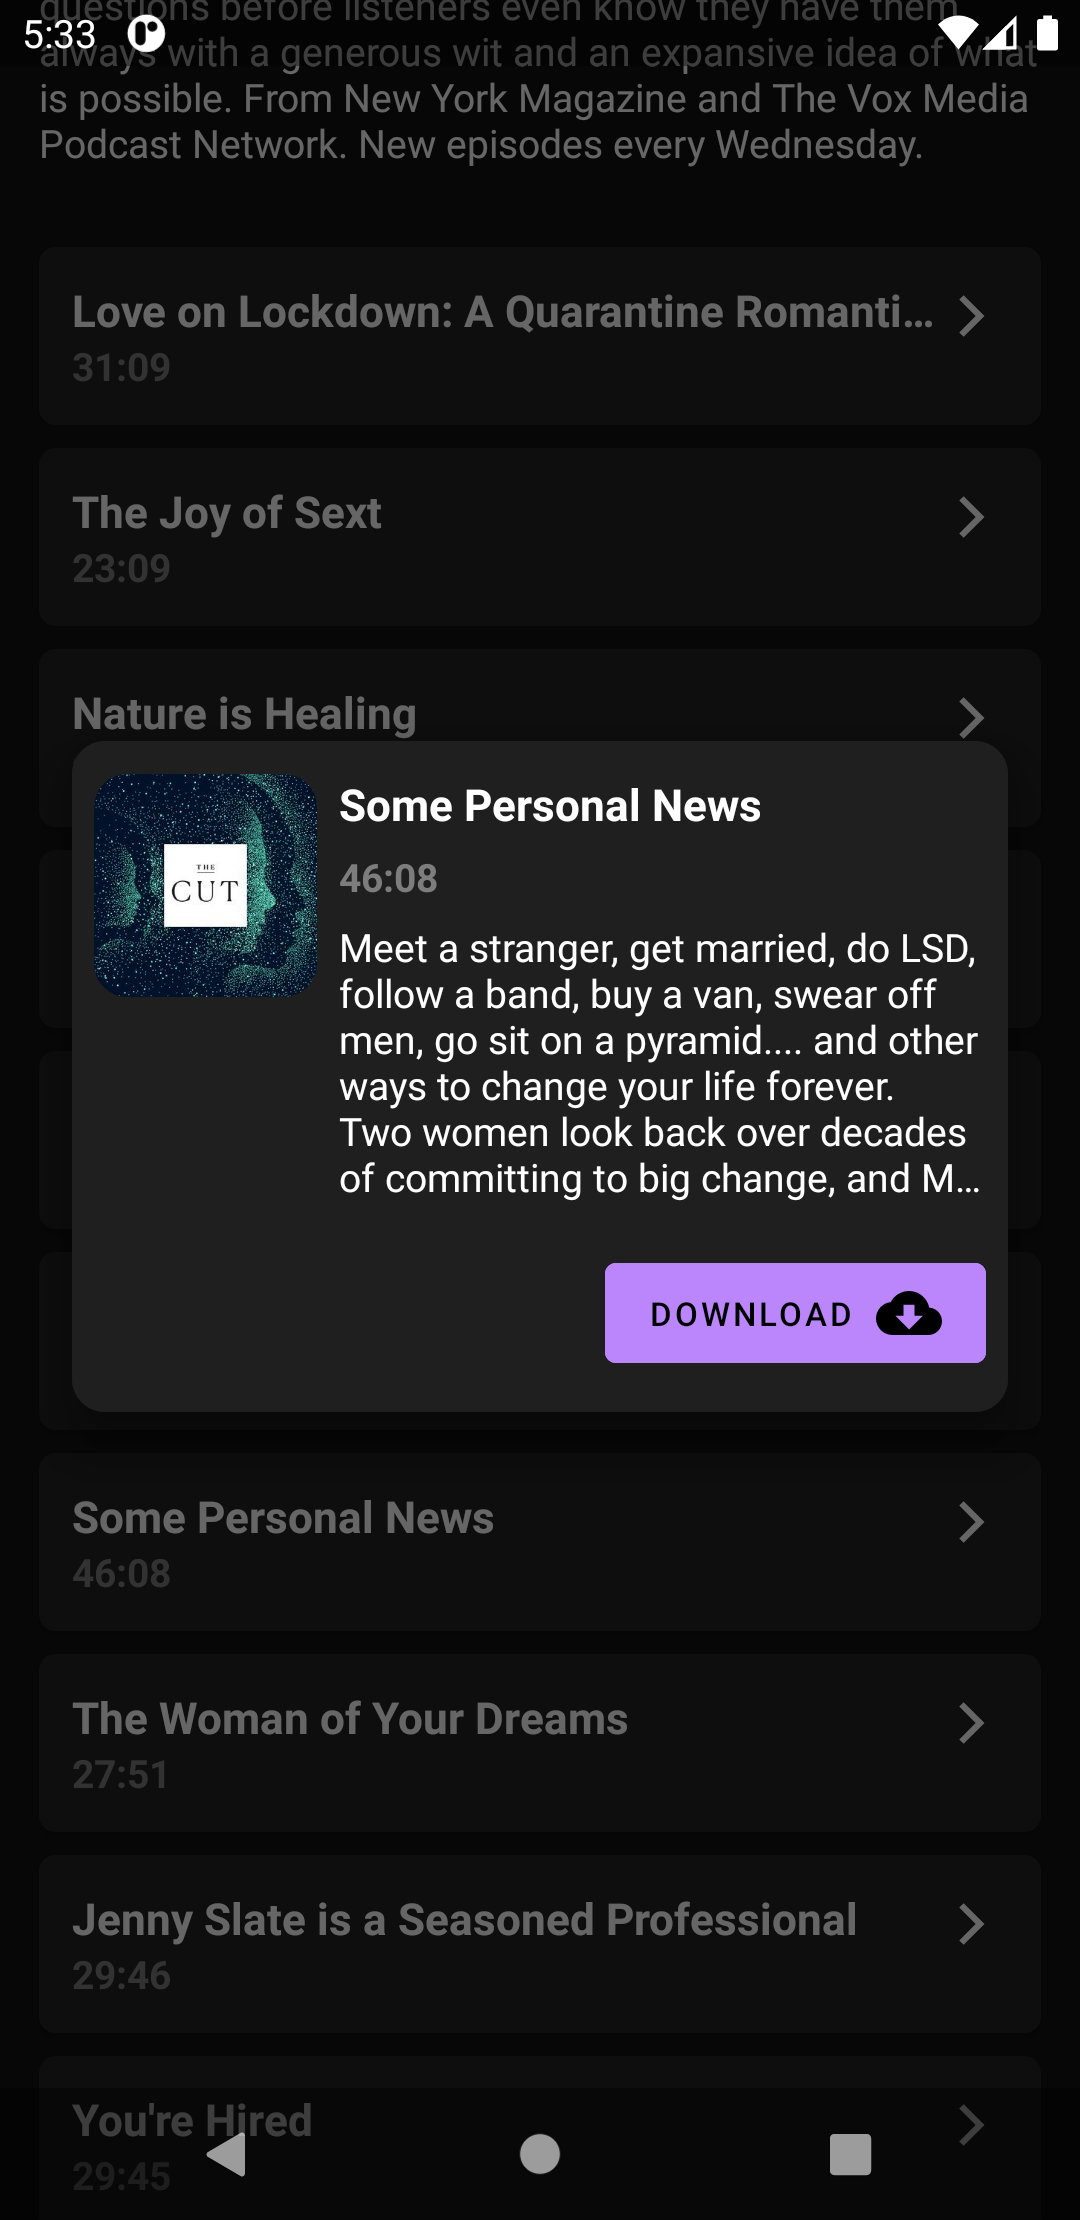 questions before listeners even know they have them,
5:33
always with a generous wit and an expansive idea of what
is possible. From New York Magazine and The Vox Media
Podcast Network. New episodes every Wednesday.
Love on Lockdown: A Quarantine Romanti...
31:09
The Joy of Sext
23:09
Nature is Healing
THE
CUT
Some Personal News
46:08
Meet a stranger, get married, do LSD,
follow a band, buy a van, swear off
men, go sit on a pyramid.... and other
ways to change your life forever.
Two women look back over decades
of committing to big change, and M...
DOWNLOAD
Some Personal News
46:08
The Woman of Your Dreams
27:51
Jenny Slate is a Seasoned Professional
29:46
You're Hired
29:45